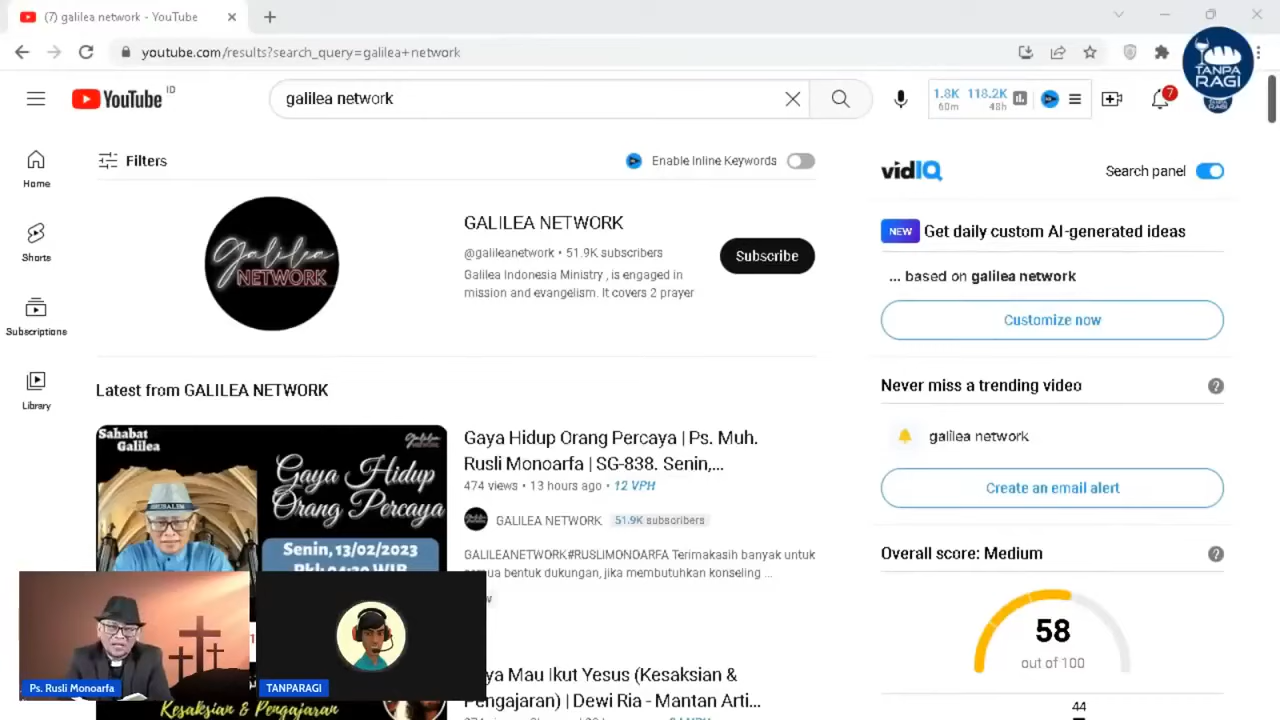 (7) galilea network - YouTube
youtube.com/results?search_query=galilea+network
TANPA
RAGI
YouTube ID
galilea network
1.8K 118.2K
60m 48h
7
Filters
Enable Inline Keywords
Home
Shorts
Subscriptions
Library
Galilea
NETWORK
GALILEA NETWORK
@galileanetwork • 51.9K subscribers
Galilea Indonesia Ministry , is engaged in
mission and evangelism. It covers 2 prayer
Subscribe
Latest from GALILEA NETWORK
Sahabat
Galilea
Gaya Hidup
Orang Percaya
Senin, 13/02/2023
JERUSALEM
Gaya Hidup Orang Percaya | Ps. Muh.
Rusli Monoarfa | SG-838. Senin,...
474 views • 13 hours ago • 12 VPH
GALILEA NETWORK 51.9K subscribers
GALILEANETWORK#RUSLIMONOARFA Terimakasih banyak untuk
semua bentuk dukungan, jika membutuhkan konseling ...
Ps. Rusli Monoarfa
TANPARAGI
Kesaksian & Pengajaran
ya Mau Ikut Yesus (Kesaksian &
Pengajaran) | Dewi Ria - Mantan Arti...
vidIQ
Search panel
NEW Get daily custom AI-generated ideas
... based on galilea network
Customize now
Never miss a trending video
galilea network
Create an email alert
Overall score: Medium
58
out of 100
44